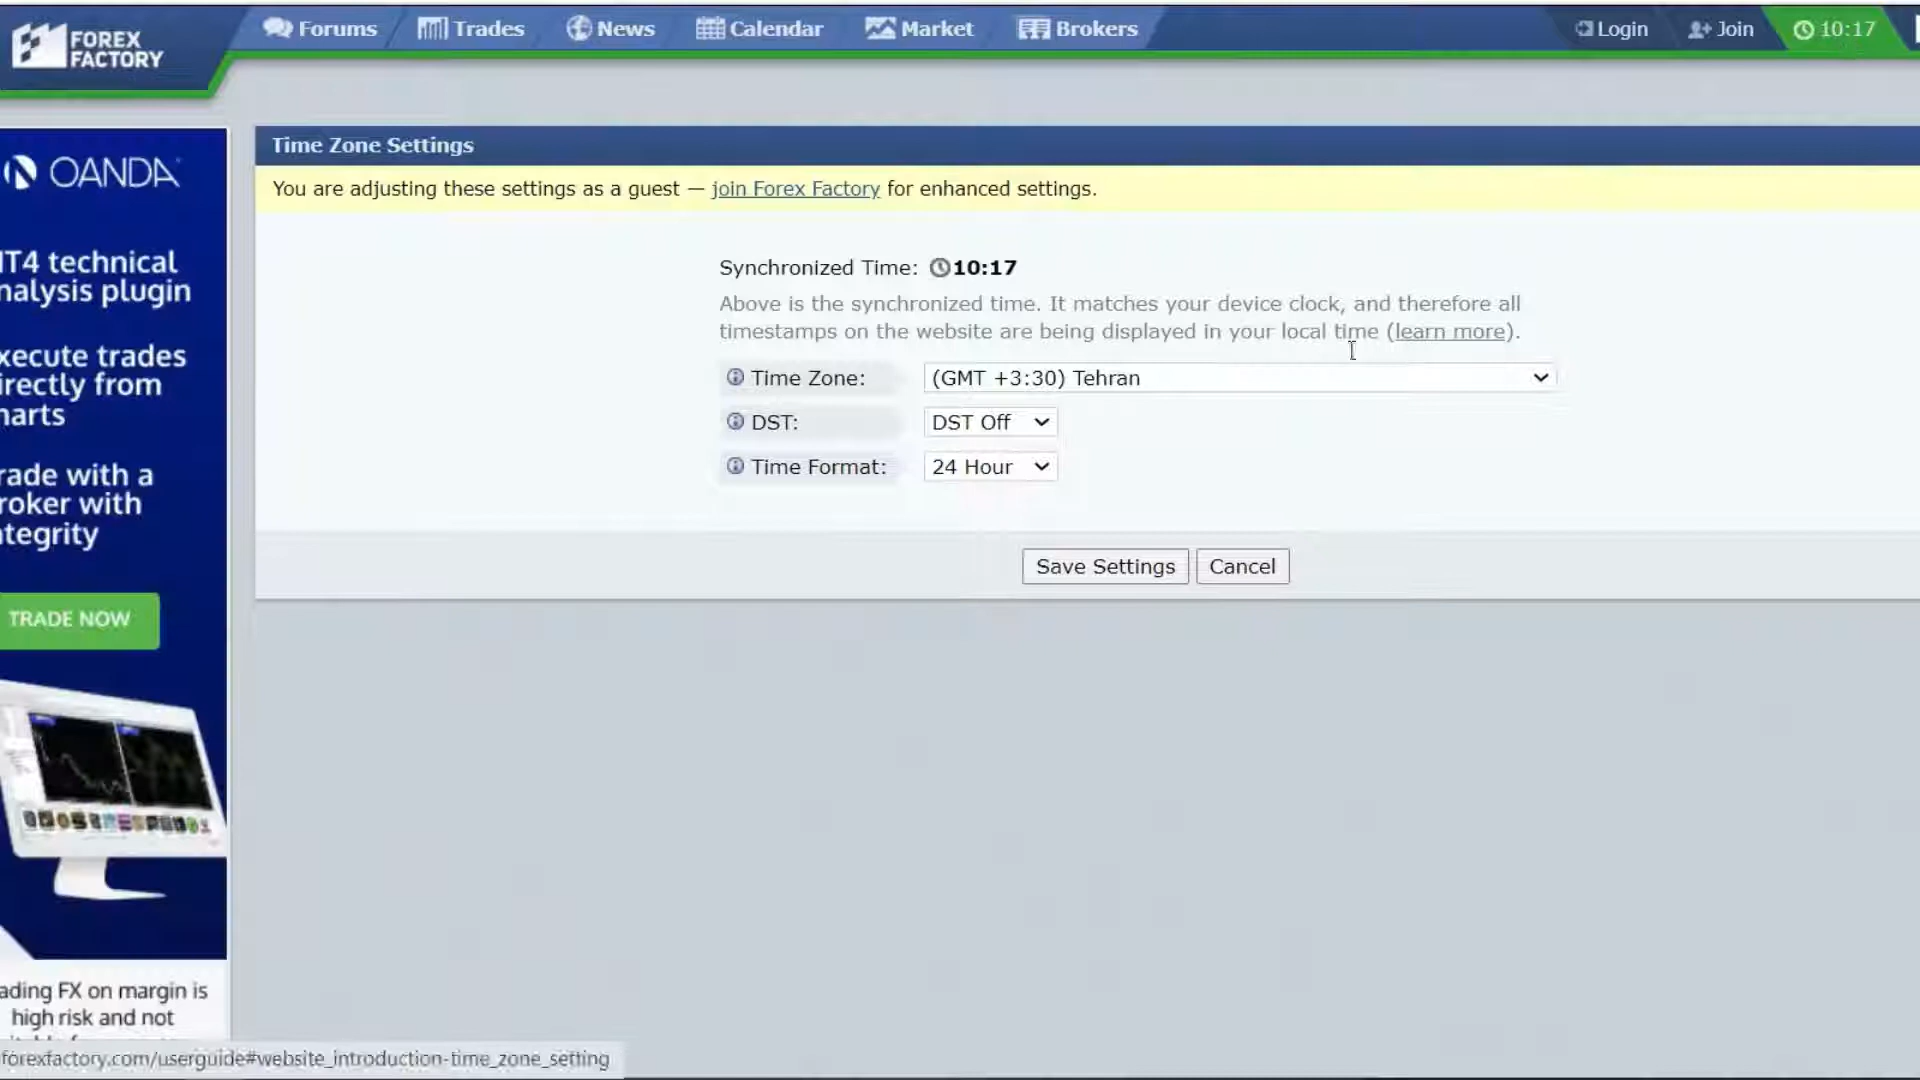 FOREX
FACTORY
Forums
Trades
News
Calendar
Market
Brokers
Login
Join
10:17
OANDA
T4 technical
nalysis plugin
xecute trades
irectly from
harts
rade with a
roker with
ntegrity
TRADE NOW
ading FX on margin is
high risk and not
Time Zone Settings
You are adjusting these settings as a guest — join Forex Factory for enhanced settings.
Synchronized Time: 10:17
Above is the synchronized time. It matches your device clock, and therefore all
timestamps on the website are being displayed in your local time (learn more).
Time Zone: (GMT +3:30) Tehran
DST: DST Off
Time Format: 24 Hour
Save Settings Cancel
forexfactory.com/userguide#website_introduction-time_zone_setting